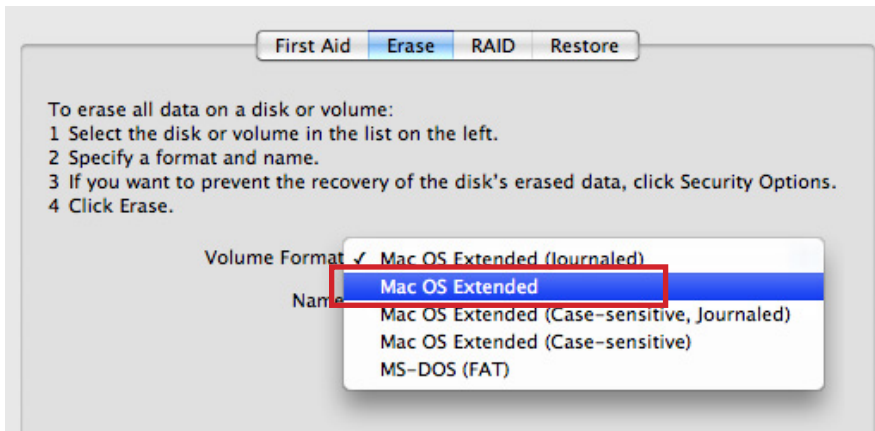 First Aid Erase RAID Restore
To erase all data on a disk or volume:
1 Select the disk or volume in the list on the left.
2 Specify a format and name.
3 If you want to prevent the recovery of the disk's erased data, click Security Options.
4 Click Erase.
Volume Format ✓ Mac OS Extended (Journaled)
Name Mac OS Extended
Mac OS Extended (Case-sensitive, Journaled)
Mac OS Extended (Case-sensitive)
MS-DOS (FAT)